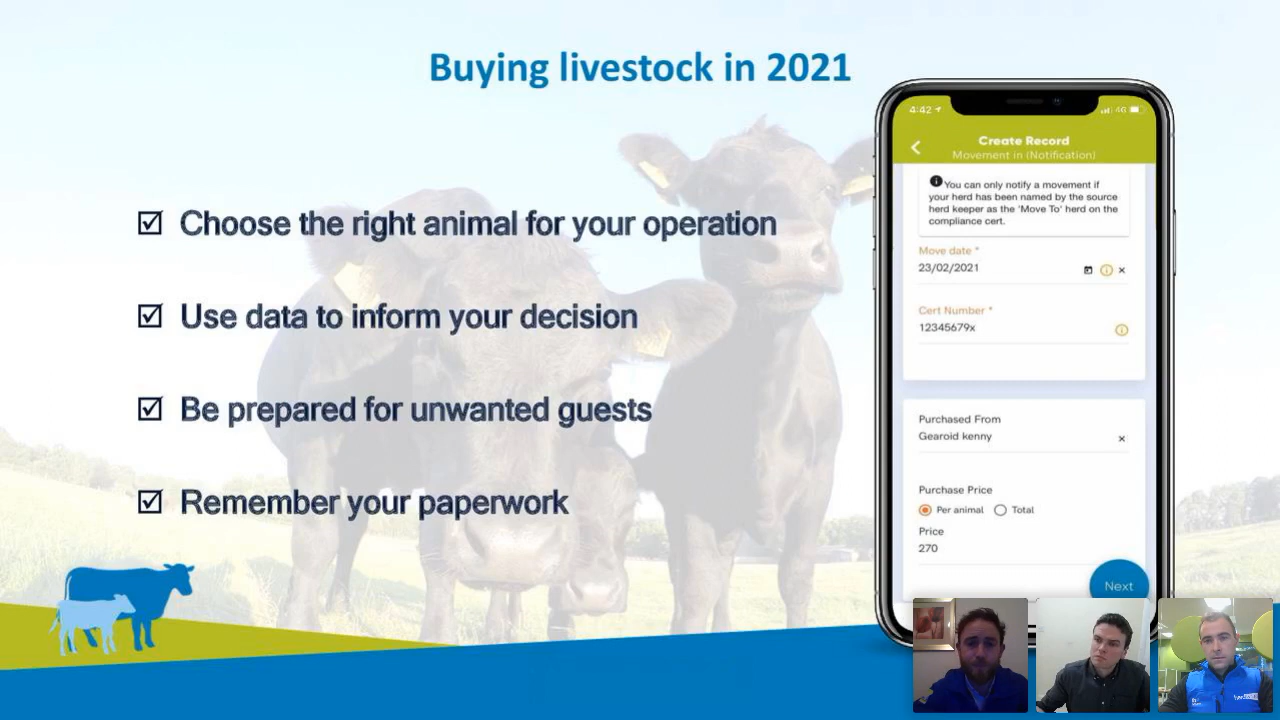 Buying livestock in 2021
☑ Choose the right animal for your operation
☑ Use data to inform your decision
☑ Be prepared for unwanted guests
☑ Remember your paperwork
4:42
4G
Create Record
Movement in (Notification)
You can only notify a movement if
your herd has been named by the source
herd keeper as the 'Move To' herd on the
compliance cert.
Move date *
23/02/2021
Cert Number *
12345679x
Purchased From
Gearoid kenny
Purchase Price
Per animal
Total
Price
270
Next